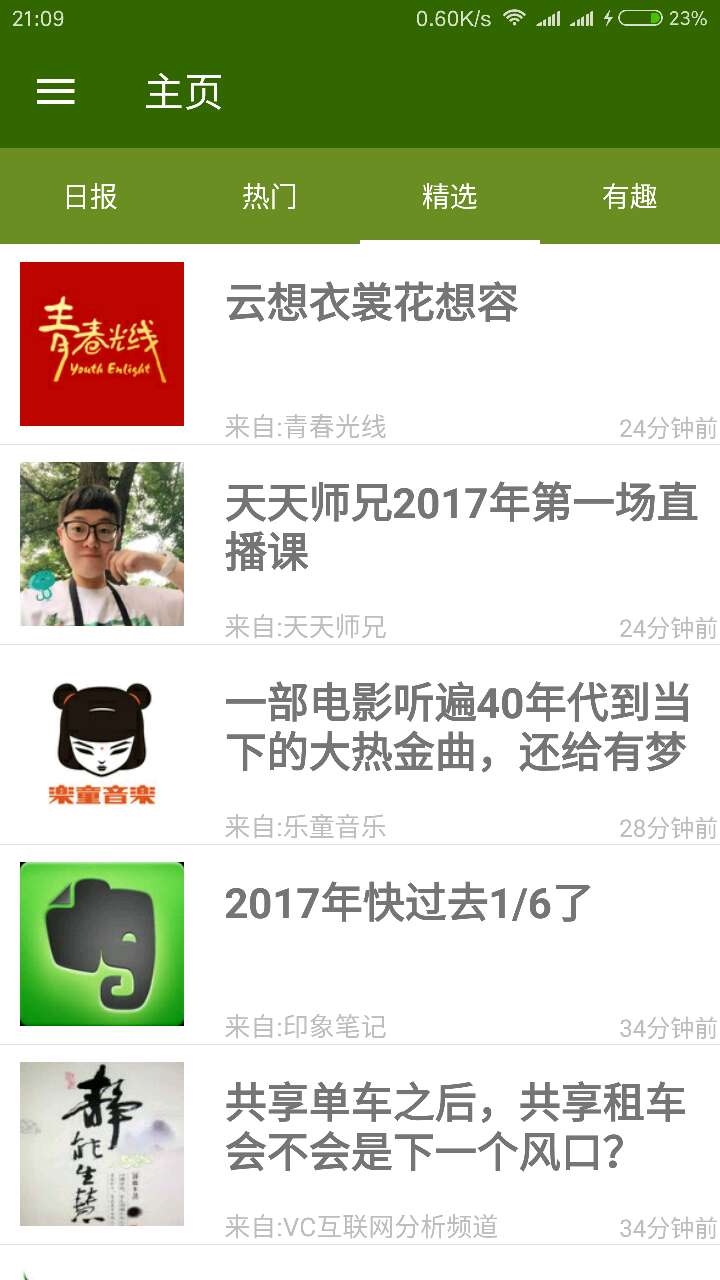 21:09
0.60K/s
23%
主页
日报 热门 精选 有趣
青春光线
Youth Enlight
云想衣裳花想容
来自:青春光线 24分钟前
天天师兄2017年第一场直
播课
来自:天天师兄 24分钟前
一部电影听遍40年代到当
下的大热金曲，还给有梦
楽童音楽
来自:乐童音乐 28分钟前
2017年快过去1/6了
来自:印象笔记 34分钟前
静能生慧
共享单车之后，共享租车
会不会是下一个风口？
来自:VC互联网分析频道 34分钟前